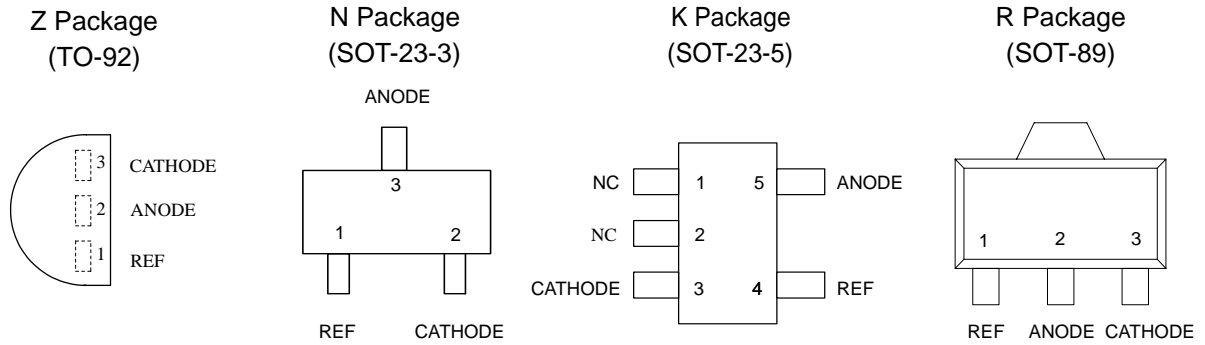 Z Package
(TO-92)
3 CATHODE
2 ANODE
1 REF
N Package
(SOT-23-3)
ANODE
3
1 2
REF CATHODE
K Package
(SOT-23-5)
NC 1 5 ANODE
NC 2
CATHODE 3 4 REF
R Package
(SOT-89)
1 2 3
REF ANODE CATHODE